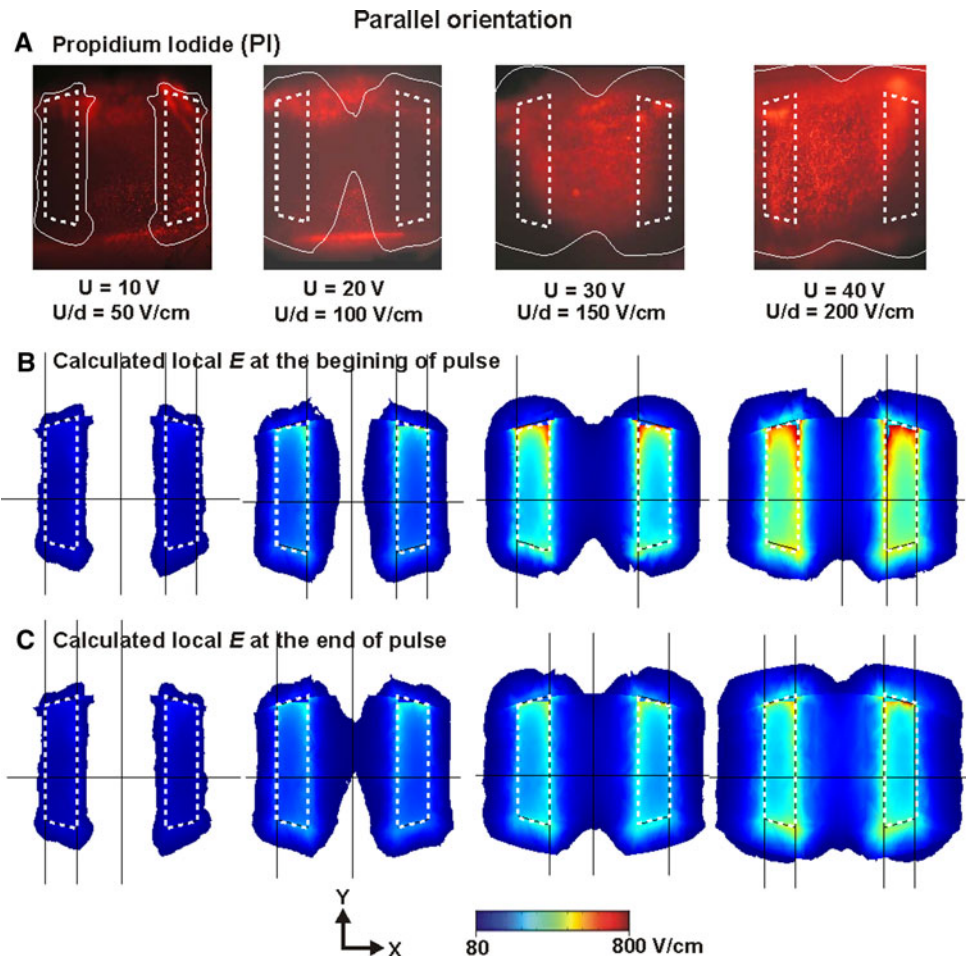 Parallel orientation
A Propidium Iodide (PI)
U = 10 V
U/d = 50 V/cm
U = 20 V
U/d = 100 V/cm
U = 30 V
U/d = 150 V/cm
U = 40 V
U/d = 200 V/cm
B Calculated local E at the begining of pulse
C Calculated local E at the end of pulse
Y
X
80
800 V/cm